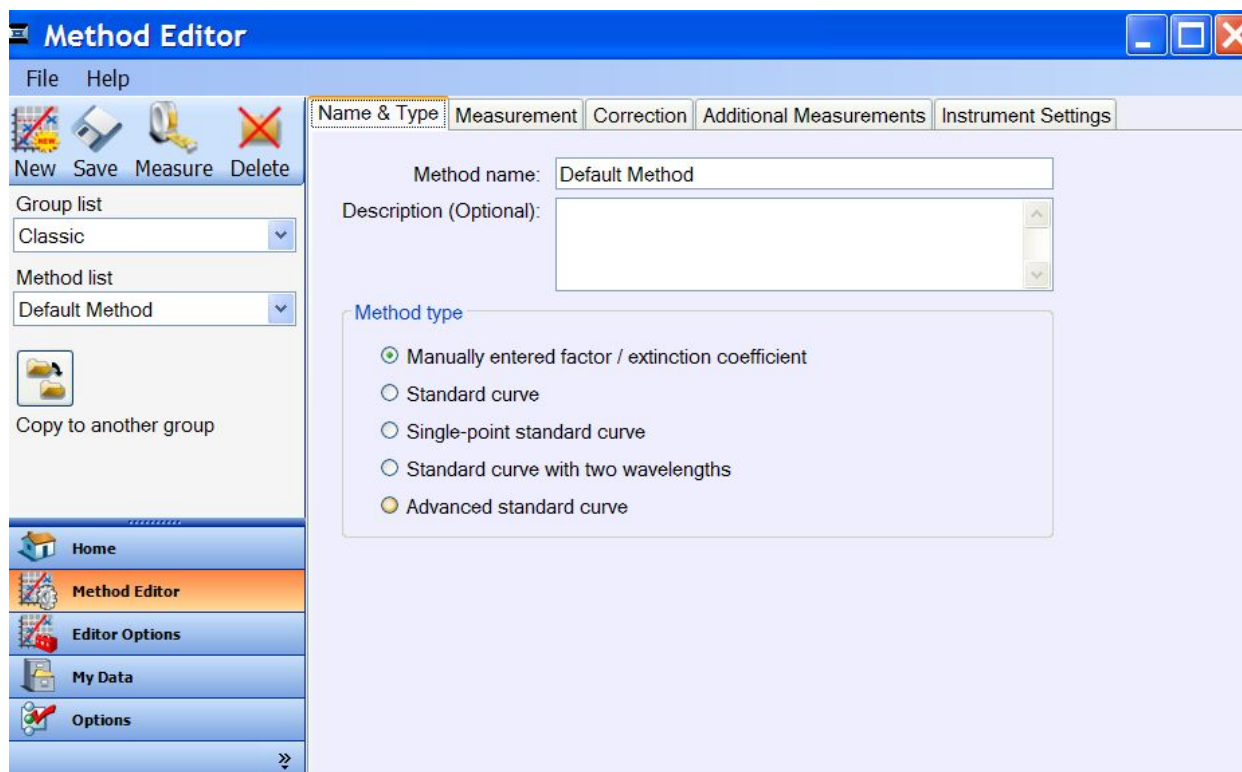 Method Editor
File Help
New Save Measure Delete
Group list
Classic
Method list
Default Method
Copy to another group
Home
Method Editor
Editor Options
My Data
Options
Name & Type Measurement Correction Additional Measurements Instrument Settings
Method name: Default Method
Description (Optional):
Method type
Manually entered factor / extinction coefficient
Standard curve
Single-point standard curve
Standard curve with two wavelengths
Advanced standard curve